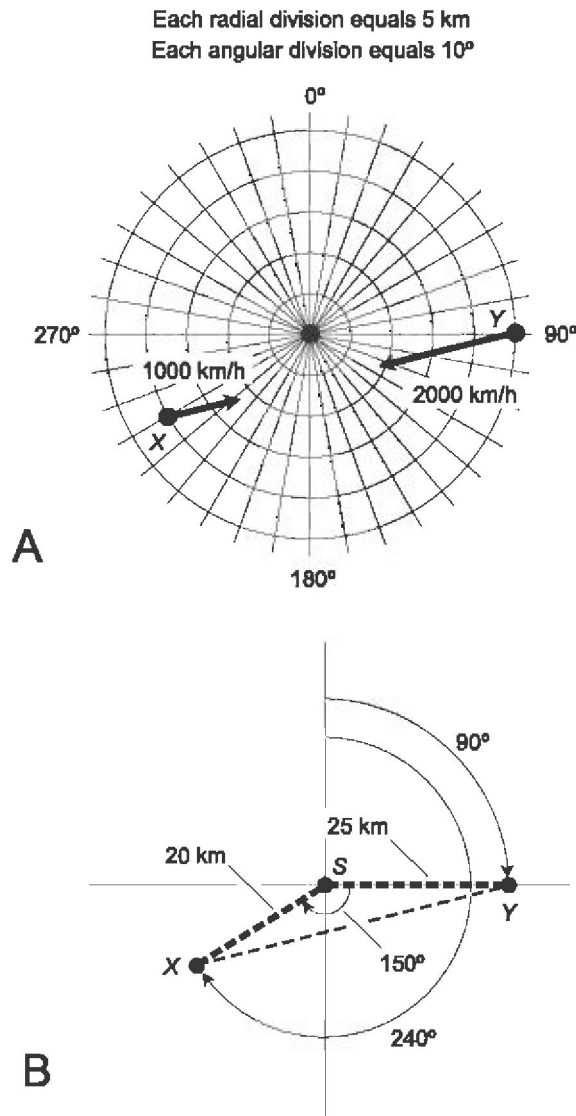 Each radial division equals 5 km
Each angular division equals 10º
0º
270º
Y
90º
1000 km/h
2000 km/h
X
A
180º
90º
25 km
20 km
S
Y
X
150º
240º
B